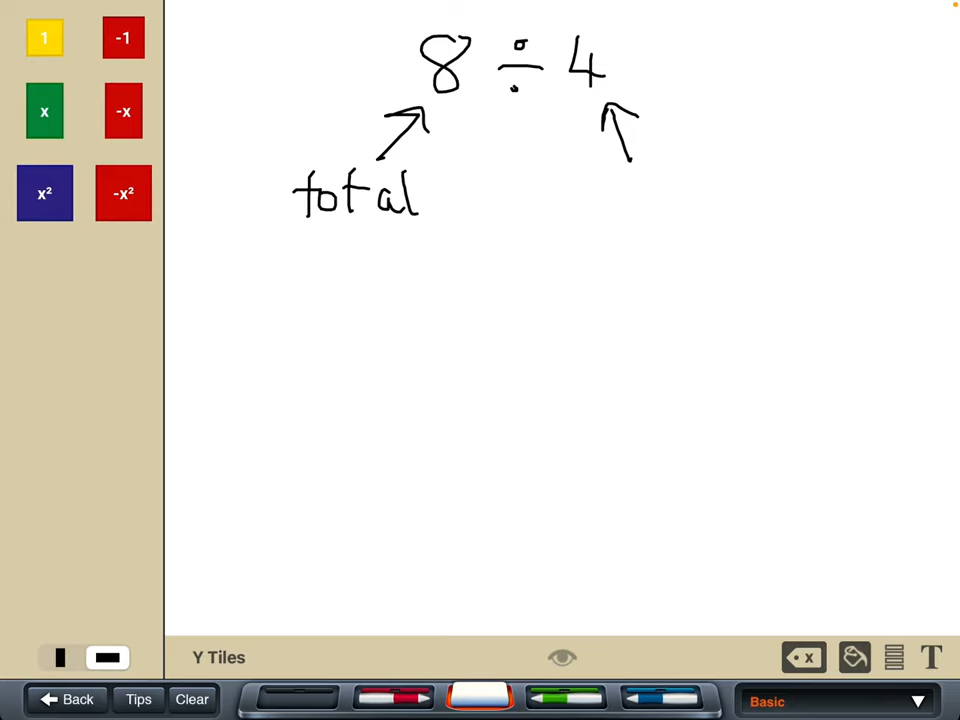 1 -1
8 ÷ 4
x -x
x² -x²
total
Y Tiles x T
Back Tips Clear Basic